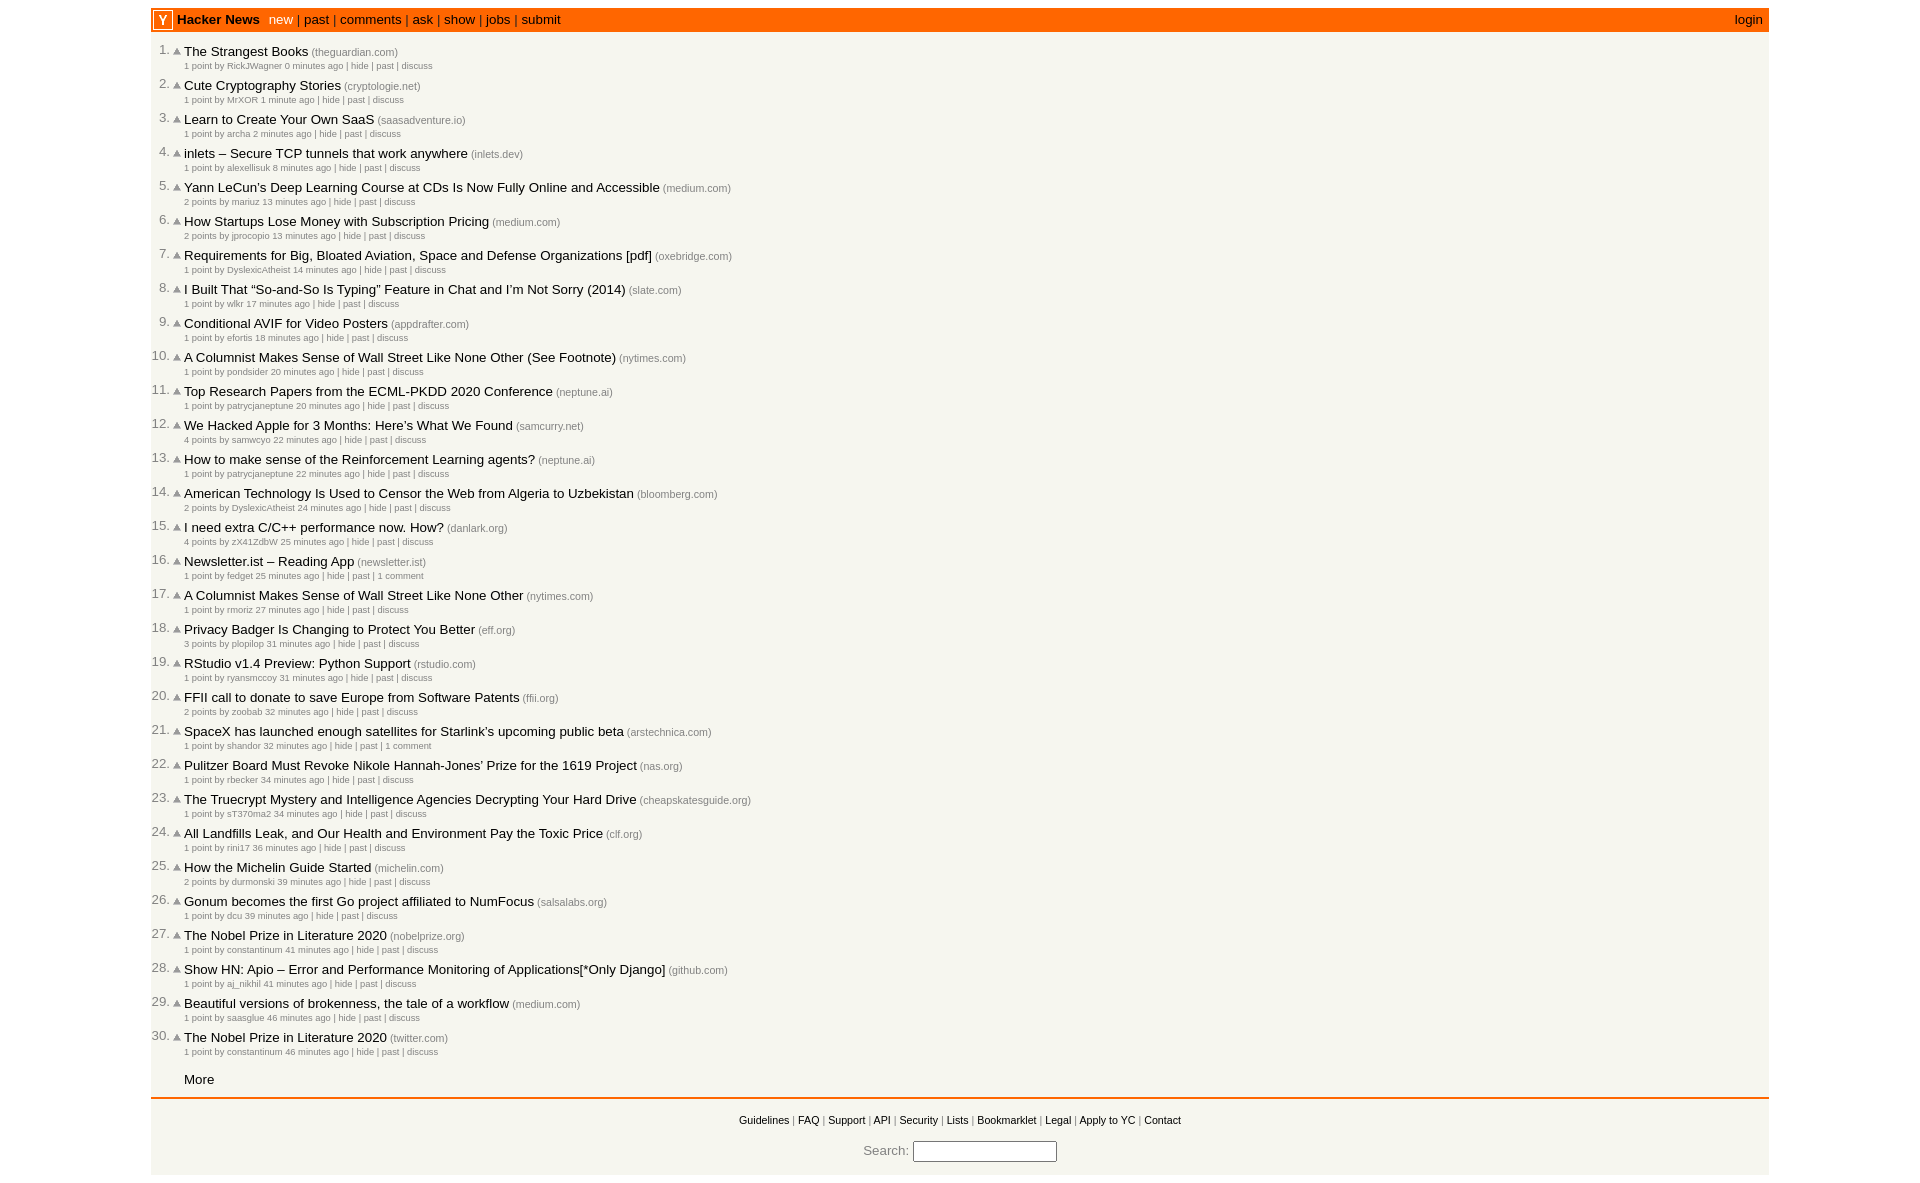 Y Hacker News new | past | comments | ask | show | jobs | submit login
1. The Strangest Books (theguardian.com)
1 point by RickJWagner 0 minutes ago | hide | past | discuss
2. Cute Cryptography Stories (cryptologie.net)
1 point by MrXOR 1 minute ago | hide | past | discuss
3. Learn to Create Your Own SaaS (saasadventure.io)
1 point by archa 2 minutes ago | hide | past | discuss
4. inlets – Secure TCP tunnels that work anywhere (inlets.dev)
1 point by alexellisuk 8 minutes ago | hide | past | discuss
5. Yann LeCun’s Deep Learning Course at CDs Is Now Fully Online and Accessible (medium.com)
2 points by mariuz 13 minutes ago | hide | past | discuss
6. How Startups Lose Money with Subscription Pricing (medium.com)
2 points by jprocopio 13 minutes ago | hide | past | discuss
7. Requirements for Big, Bloated Aviation, Space and Defense Organizations [pdf] (oxebridge.com)
1 point by DyslexicAtheist 14 minutes ago | hide | past | discuss
8. I Built That “So-and-So Is Typing” Feature in Chat and I’m Not Sorry (2014) (slate.com)
1 point by wlkr 17 minutes ago | hide | past | discuss
9. Conditional AVIF for Video Posters (appdrafter.com)
1 point by efortis 18 minutes ago | hide | past | discuss
10. A Columnist Makes Sense of Wall Street Like None Other (See Footnote) (nytimes.com)
1 point by pondsider 20 minutes ago | hide | past | discuss
11. Top Research Papers from the ECML-PKDD 2020 Conference (neptune.ai)
1 point by patrycjaneptune 20 minutes ago | hide | past | discuss
12. We Hacked Apple for 3 Months: Here’s What We Found (samcurry.net)
4 points by samwcyo 22 minutes ago | hide | past | discuss
13. How to make sense of the Reinforcement Learning agents? (neptune.ai)
1 point by patrycjaneptune 22 minutes ago | hide | past | discuss
14. American Technology Is Used to Censor the Web from Algeria to Uzbekistan (bloomberg.com)
2 points by DyslexicAtheist 24 minutes ago | hide | past | discuss
15. I need extra C/C++ performance now. How? (danlark.org)
4 points by zX41ZdbW 25 minutes ago | hide | past | discuss
16. Newsletter.ist – Reading App (newsletter.ist)
1 point by fedget 25 minutes ago | hide | past | 1 comment
17. A Columnist Makes Sense of Wall Street Like None Other (nytimes.com)
1 point by rmoriz 27 minutes ago | hide | past | discuss
18. Privacy Badger Is Changing to Protect You Better (eff.org)
3 points by plopilop 31 minutes ago | hide | past | discuss
19. RStudio v1.4 Preview: Python Support (rstudio.com)
1 point by ryansmccoy 31 minutes ago | hide | past | discuss
20. FFII call to donate to save Europe from Software Patents (ffii.org)
2 points by zoobab 32 minutes ago | hide | past | discuss
21. SpaceX has launched enough satellites for Starlink’s upcoming public beta (arstechnica.com)
1 point by shandor 32 minutes ago | hide | past | 1 comment
22. Pulitzer Board Must Revoke Nikole Hannah-Jones’ Prize for the 1619 Project (nas.org)
1 point by rbecker 34 minutes ago | hide | past | discuss
23. The Truecrypt Mystery and Intelligence Agencies Decrypting Your Hard Drive (cheapskatesguide.org)
1 point by sT370ma2 34 minutes ago | hide | past | discuss
24. All Landfills Leak, and Our Health and Environment Pay the Toxic Price (clf.org)
1 point by rini17 36 minutes ago | hide | past | discuss
25. How the Michelin Guide Started (michelin.com)
2 points by durmonski 39 minutes ago | hide | past | discuss
26. Gonum becomes the first Go project affiliated to NumFocus (salsalabs.org)
1 point by dcu 39 minutes ago | hide | past | discuss
27. The Nobel Prize in Literature 2020 (nobelprize.org)
1 point by constantinum 41 minutes ago | hide | past | discuss
28. Show HN: Apio – Error and Performance Monitoring of Applications[*Only Django] (github.com)
1 point by aj_nikhil 41 minutes ago | hide | past | discuss
29. Beautiful versions of brokenness, the tale of a workflow (medium.com)
1 point by saasglue 46 minutes ago | hide | past | discuss
30. The Nobel Prize in Literature 2020 (twitter.com)
1 point by constantinum 46 minutes ago | hide | past | discuss
More
Guidelines | FAQ | Support | API | Security | Lists | Bookmarklet | Legal | Apply to YC | Contact
Search: